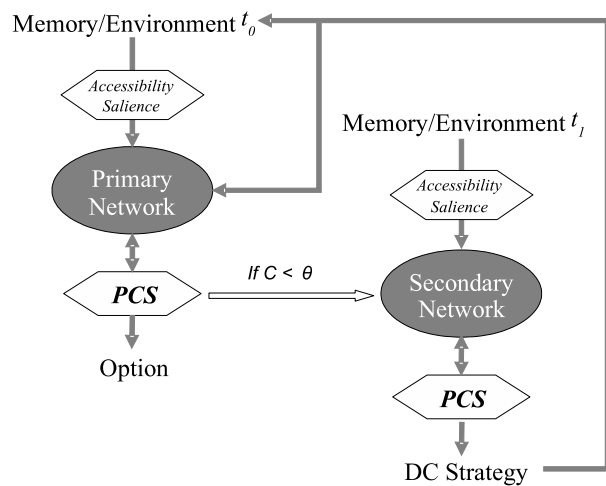 Memory/Environment t0
Accessibility
Salience
Primary
Network
PCS
Option
If C < θ
Memory/Environment t1
Accessibility
Salience
Secondary
Network
PCS
DC Strategy